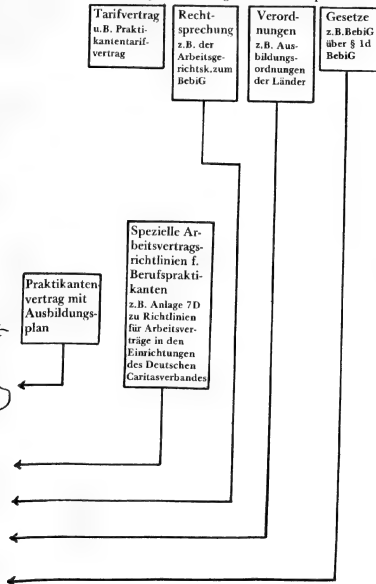 Tarifvertrag
u.B. Prakti-
kantentarif-
vertrag
Recht-
sprechung
z.B. der
Arbeitsge-
richtsk.zum
BebiG
Verord-
nungen
z.B. Aus-
bildungs-
ordnungen
der Länder
Gesetze
z.B.BebiG
über § 1d
BebiG
Spezielle Ar-
beitsvertrags-
richtlinien f.
Berufsprakti-
kanten
z.B. Anlage 7D
zu Richtlinien
für Arbeitsver-
träge in den
Einrichtungen
des Deutschen
Caritasverbandes
Praktikanten
vertrag mit
Ausbildungs-
plan